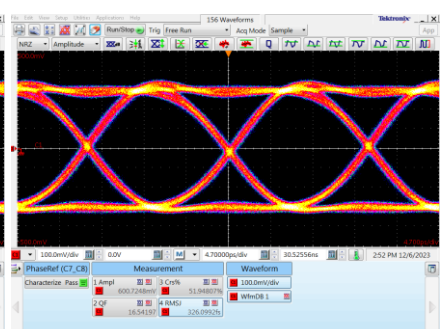 File Edit View Setup Utilities Applications Help 156 Waveforms Tektronix
Run/Stop Trig Free Run Acq Mode Sample App
NRZ Amplitude
C1
100.0mV/div 0.0V M 4.70000ps/div 30.52556ns 2:52 PM 12/6/2023
PhaseRef (C7_C8) Measurement Waveform
Characterize Pass 1 Ampl 3 Crs% 100.0mV/div
600.7248mV 51.94807% WfmDB 1
2 QF 4 RMSJ
16.54197 326.0992fs